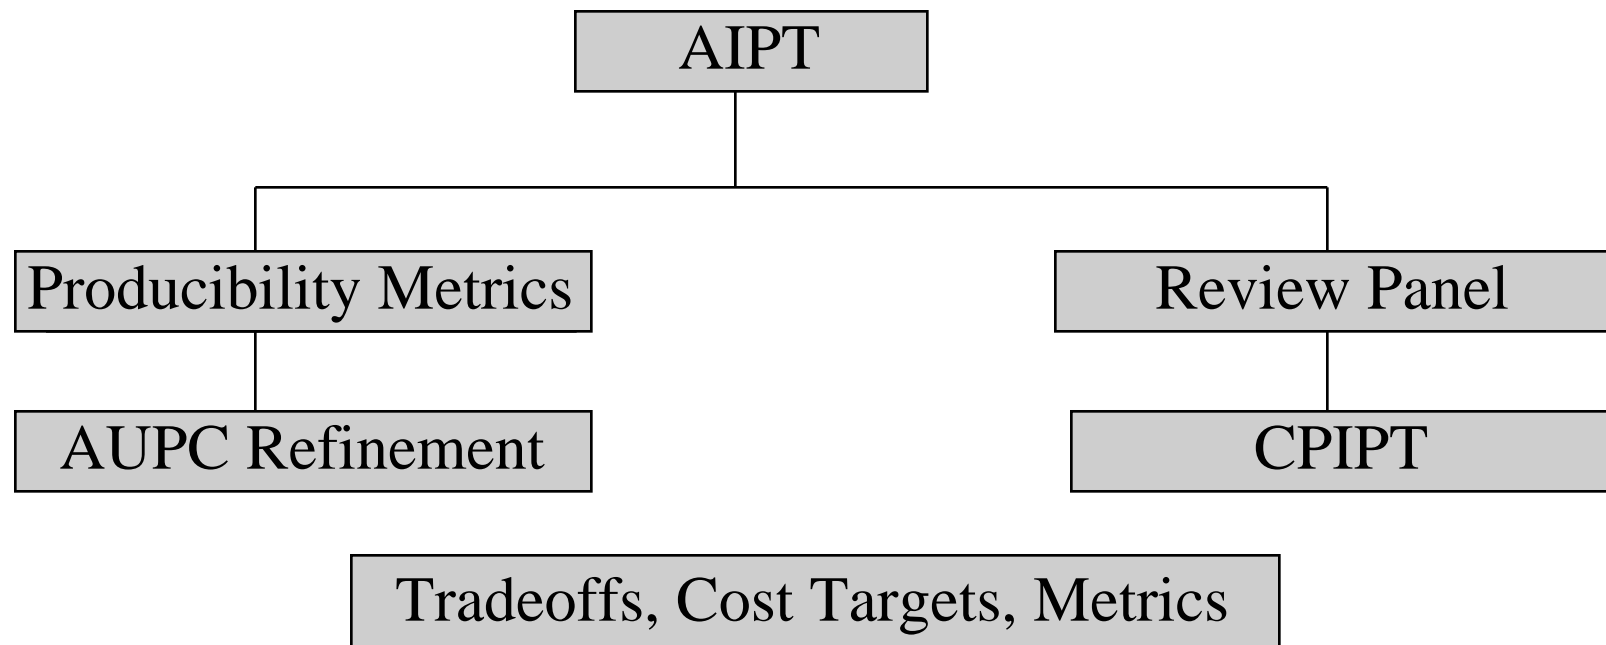 AIPT
Producibility Metrics
Review Panel
AUPC Refinement
CPIPT
Tradeoffs, Cost Targets, Metrics